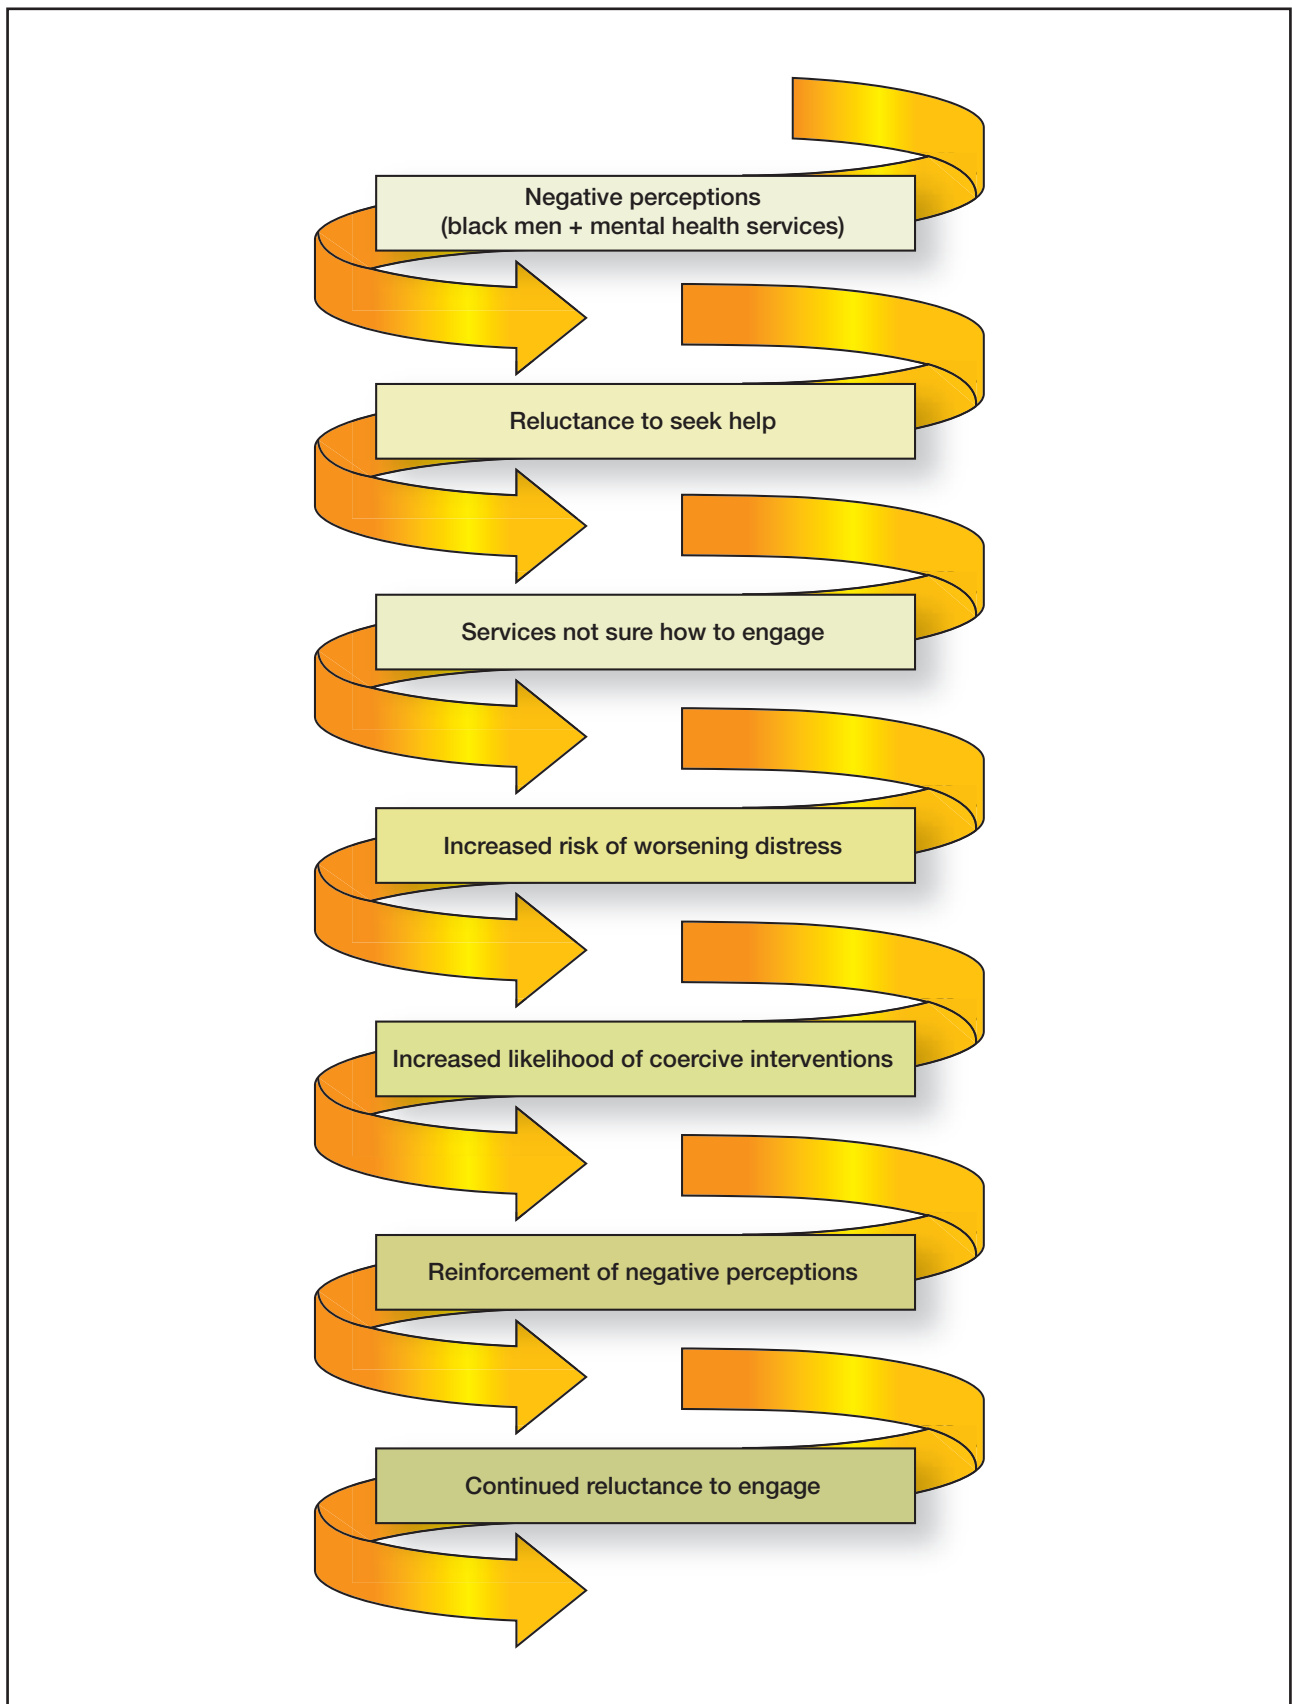 Negative perceptions
(black men + mental health services)
Reluctance to seek help
Services not sure how to engage
Increased risk of worsening distress
Increased likelihood of coercive interventions
Reinforcement of negative perceptions
Continued reluctance to engage